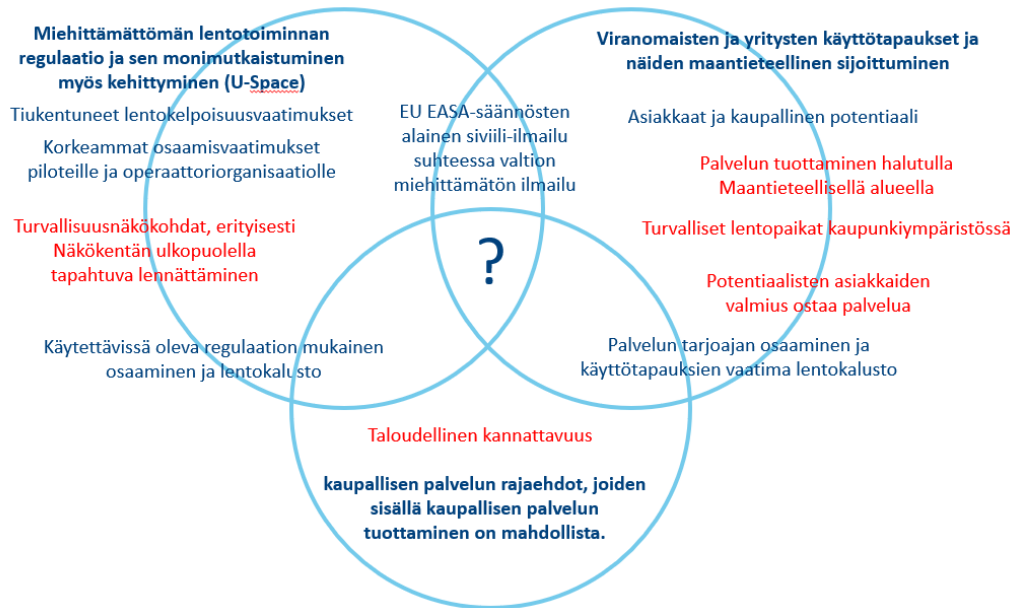 Miehittämättömän lentotoiminnan
regulaatio ja sen monimutkaistuminen
myös kehittyminen (U-Space)
Tiukentuneet lentokelpoisuusvaatimukset
Korkeammat osaamisvaatimukset
piloteille ja operaattoriorganisaatiolle
Turvallisuusnäkökohdat, erityisesti
Näkökentän ulkopuolella
tapahtuva lennättäminen
Käytettävissä oleva regulaation mukainen
osaaminen ja lentokalusto
EU EASA-säännösten
alainen siviili-ilmailu
suhteessa valtion
miehittämätön ilmailu
?
Viranomaisten ja yritysten käyttötapaukset ja
näiden maantieteellinen sijoittuminen
Asiakkaat ja kaupallinen potentiaali
Palvelun tuottaminen halutulla
Maantieteellisellä alueella
Turvalliset lentopaikat kaupunkiympäristössä
Potentiaalisten asiakkaiden
valmius ostaa palvelua
Palvelun tarjoajan osaaminen ja
käyttötapauksien vaatima lentokalusto
Taloudellinen kannattavuus
kaupallisen palvelun rajaehdot, joiden
sisällä kaupallisen palvelun
tuottaminen on mahdollista.